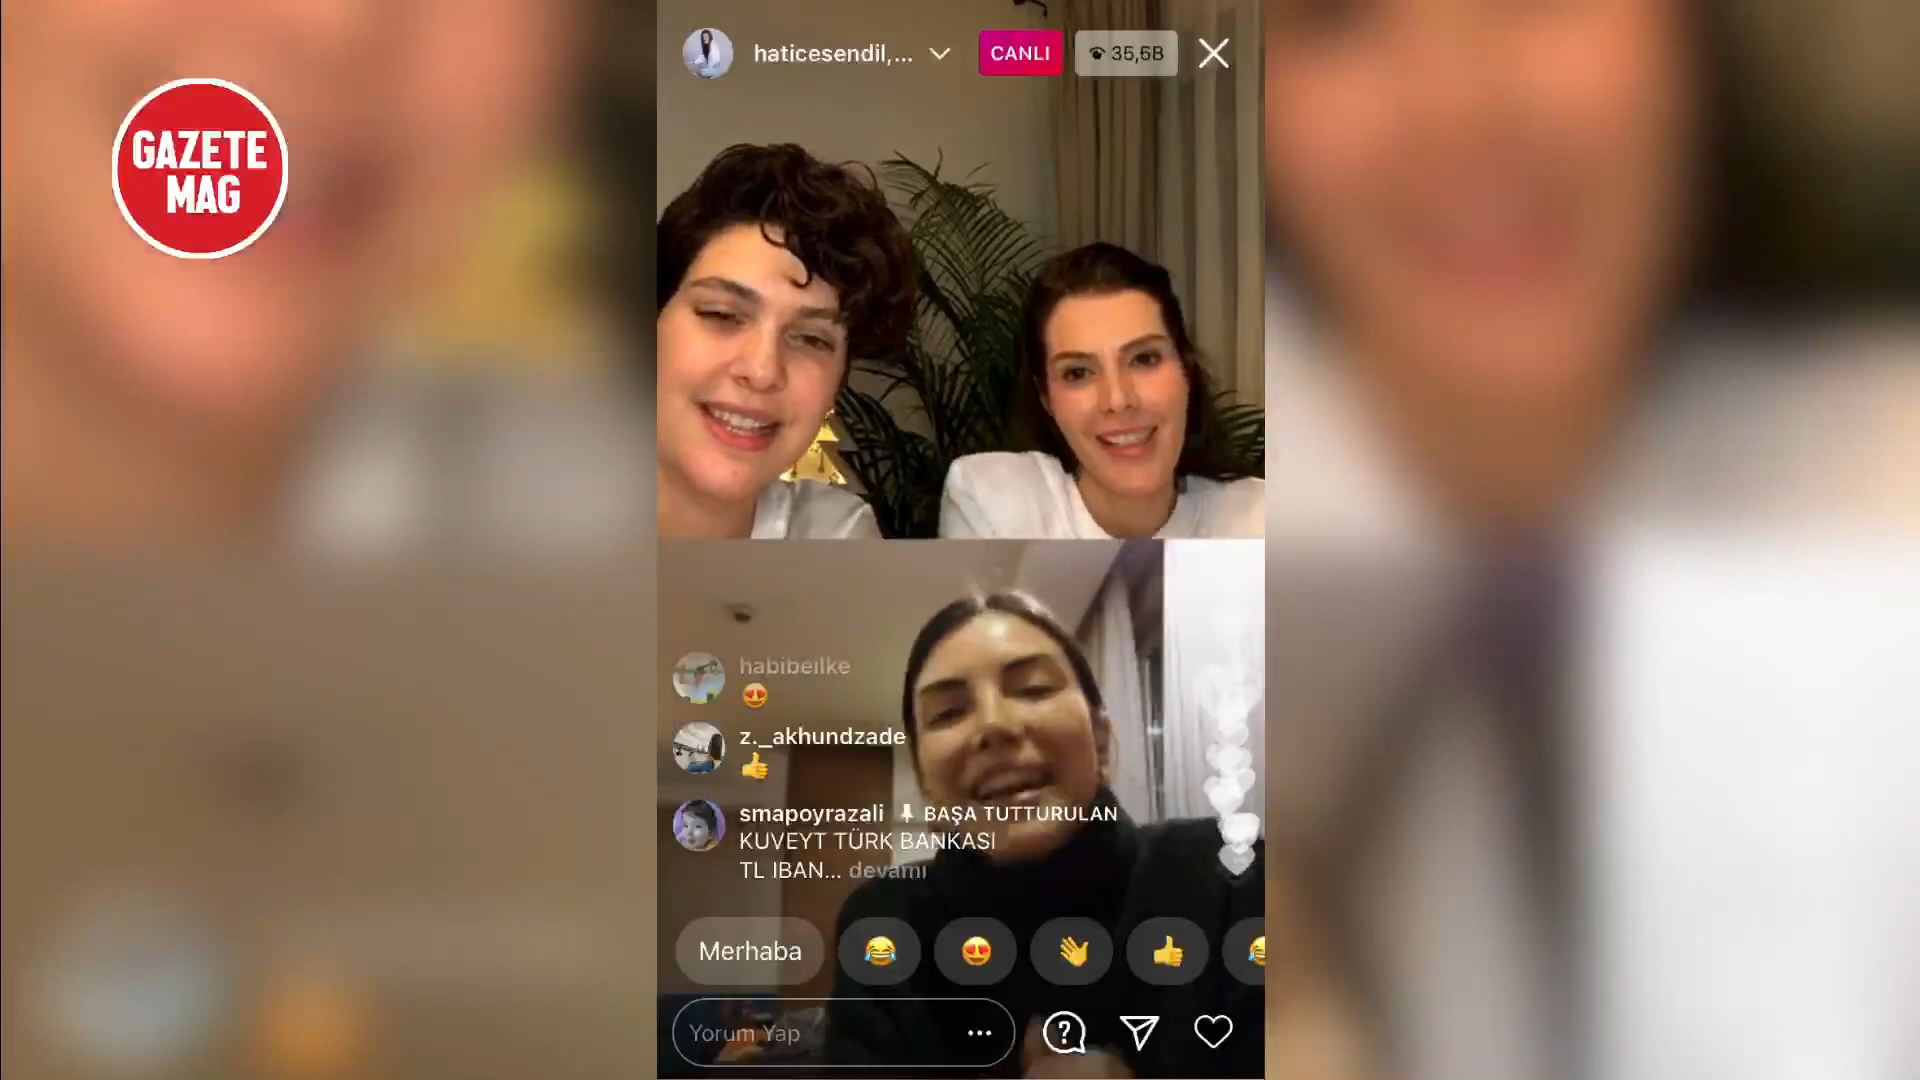 GAZETE
MAG
haticesendil,...
CANLI
35,6B
habibeilke
😍
z._akhundzade
👍
smapoyrazali BAŞA TUTTURULAN
KUVEYT TÜRK BANKASI
TL IBAN... devamı
Merhaba
Yorum Yap